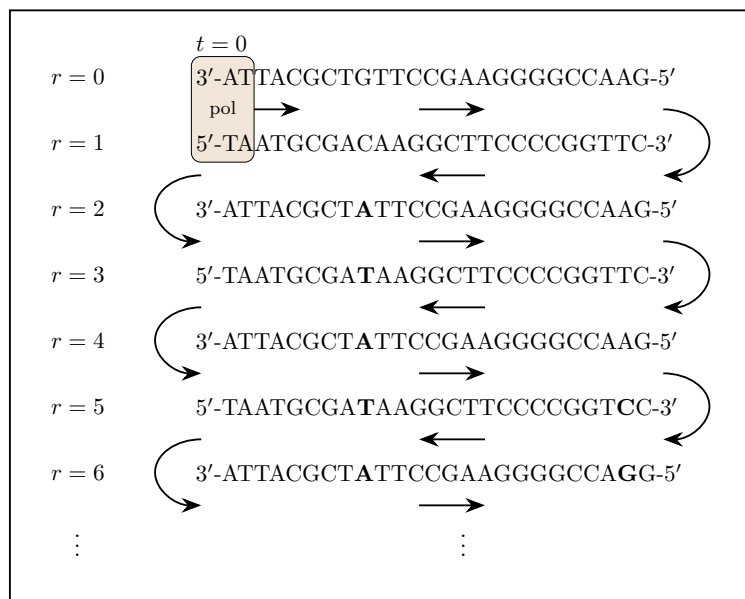 t = 0
r = 0 3′-ATTACGCTGTTCCGAAGGGGCCAAG-5′
pol
r = 1 5′-TAATGCGACAAGGCTTCCCCGGTTC-3′
r = 2 3′-ATTACGCTATTCCGAAGGGGCCAAG-5′
r = 3 5′-TAATGCGATAAGGCTTCCCCGGTTC-3′
r = 4 3′-ATTACGCTATTCCGAAGGGGCCAAG-5′
r = 5 5′-TAATGCGATAAGGCTTCCCCGGTCC-3′
r = 6 3′-ATTACGCTATTCCGAAGGGGCCAGG-5′
⋮ ⋮